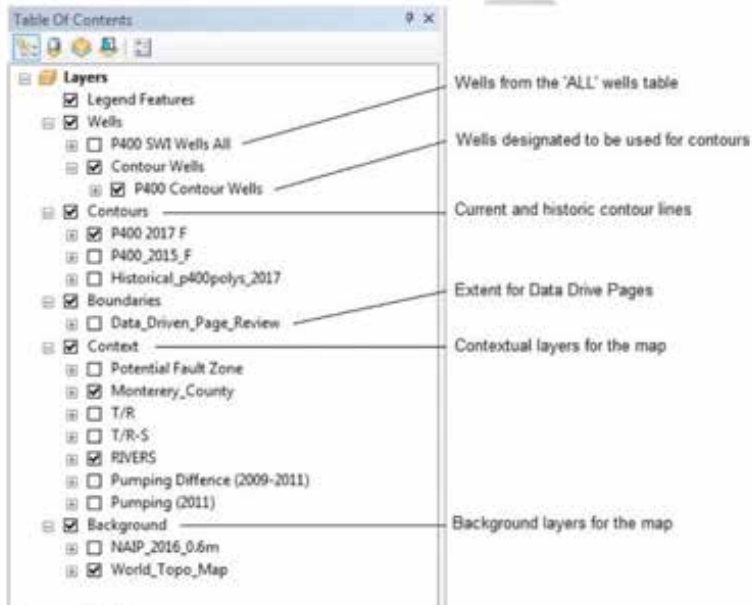 Table Of Contents
Layers
Legend Features
Wells
P400 SWI Wells All
Contour Wells
P400 Contour Wells
Contours
P400 2017 F
P400_2015_F
Historical_p400polys_2017
Boundaries
Data_Driven_Page_Review
Context
Potential Fault Zone
Monterery_County
T/R
T/R-S
RIVERS
Pumping Diffence (2009-2011)
Pumping (2011)
Background
NAIP_2016_0.6m
World_Topo_Map
Wells from the 'ALL' wells table
Wells designated to be used for contours
Current and historic contour lines
Extent for Data Drive Pages
Contextual layers for the map
Background layers for the map